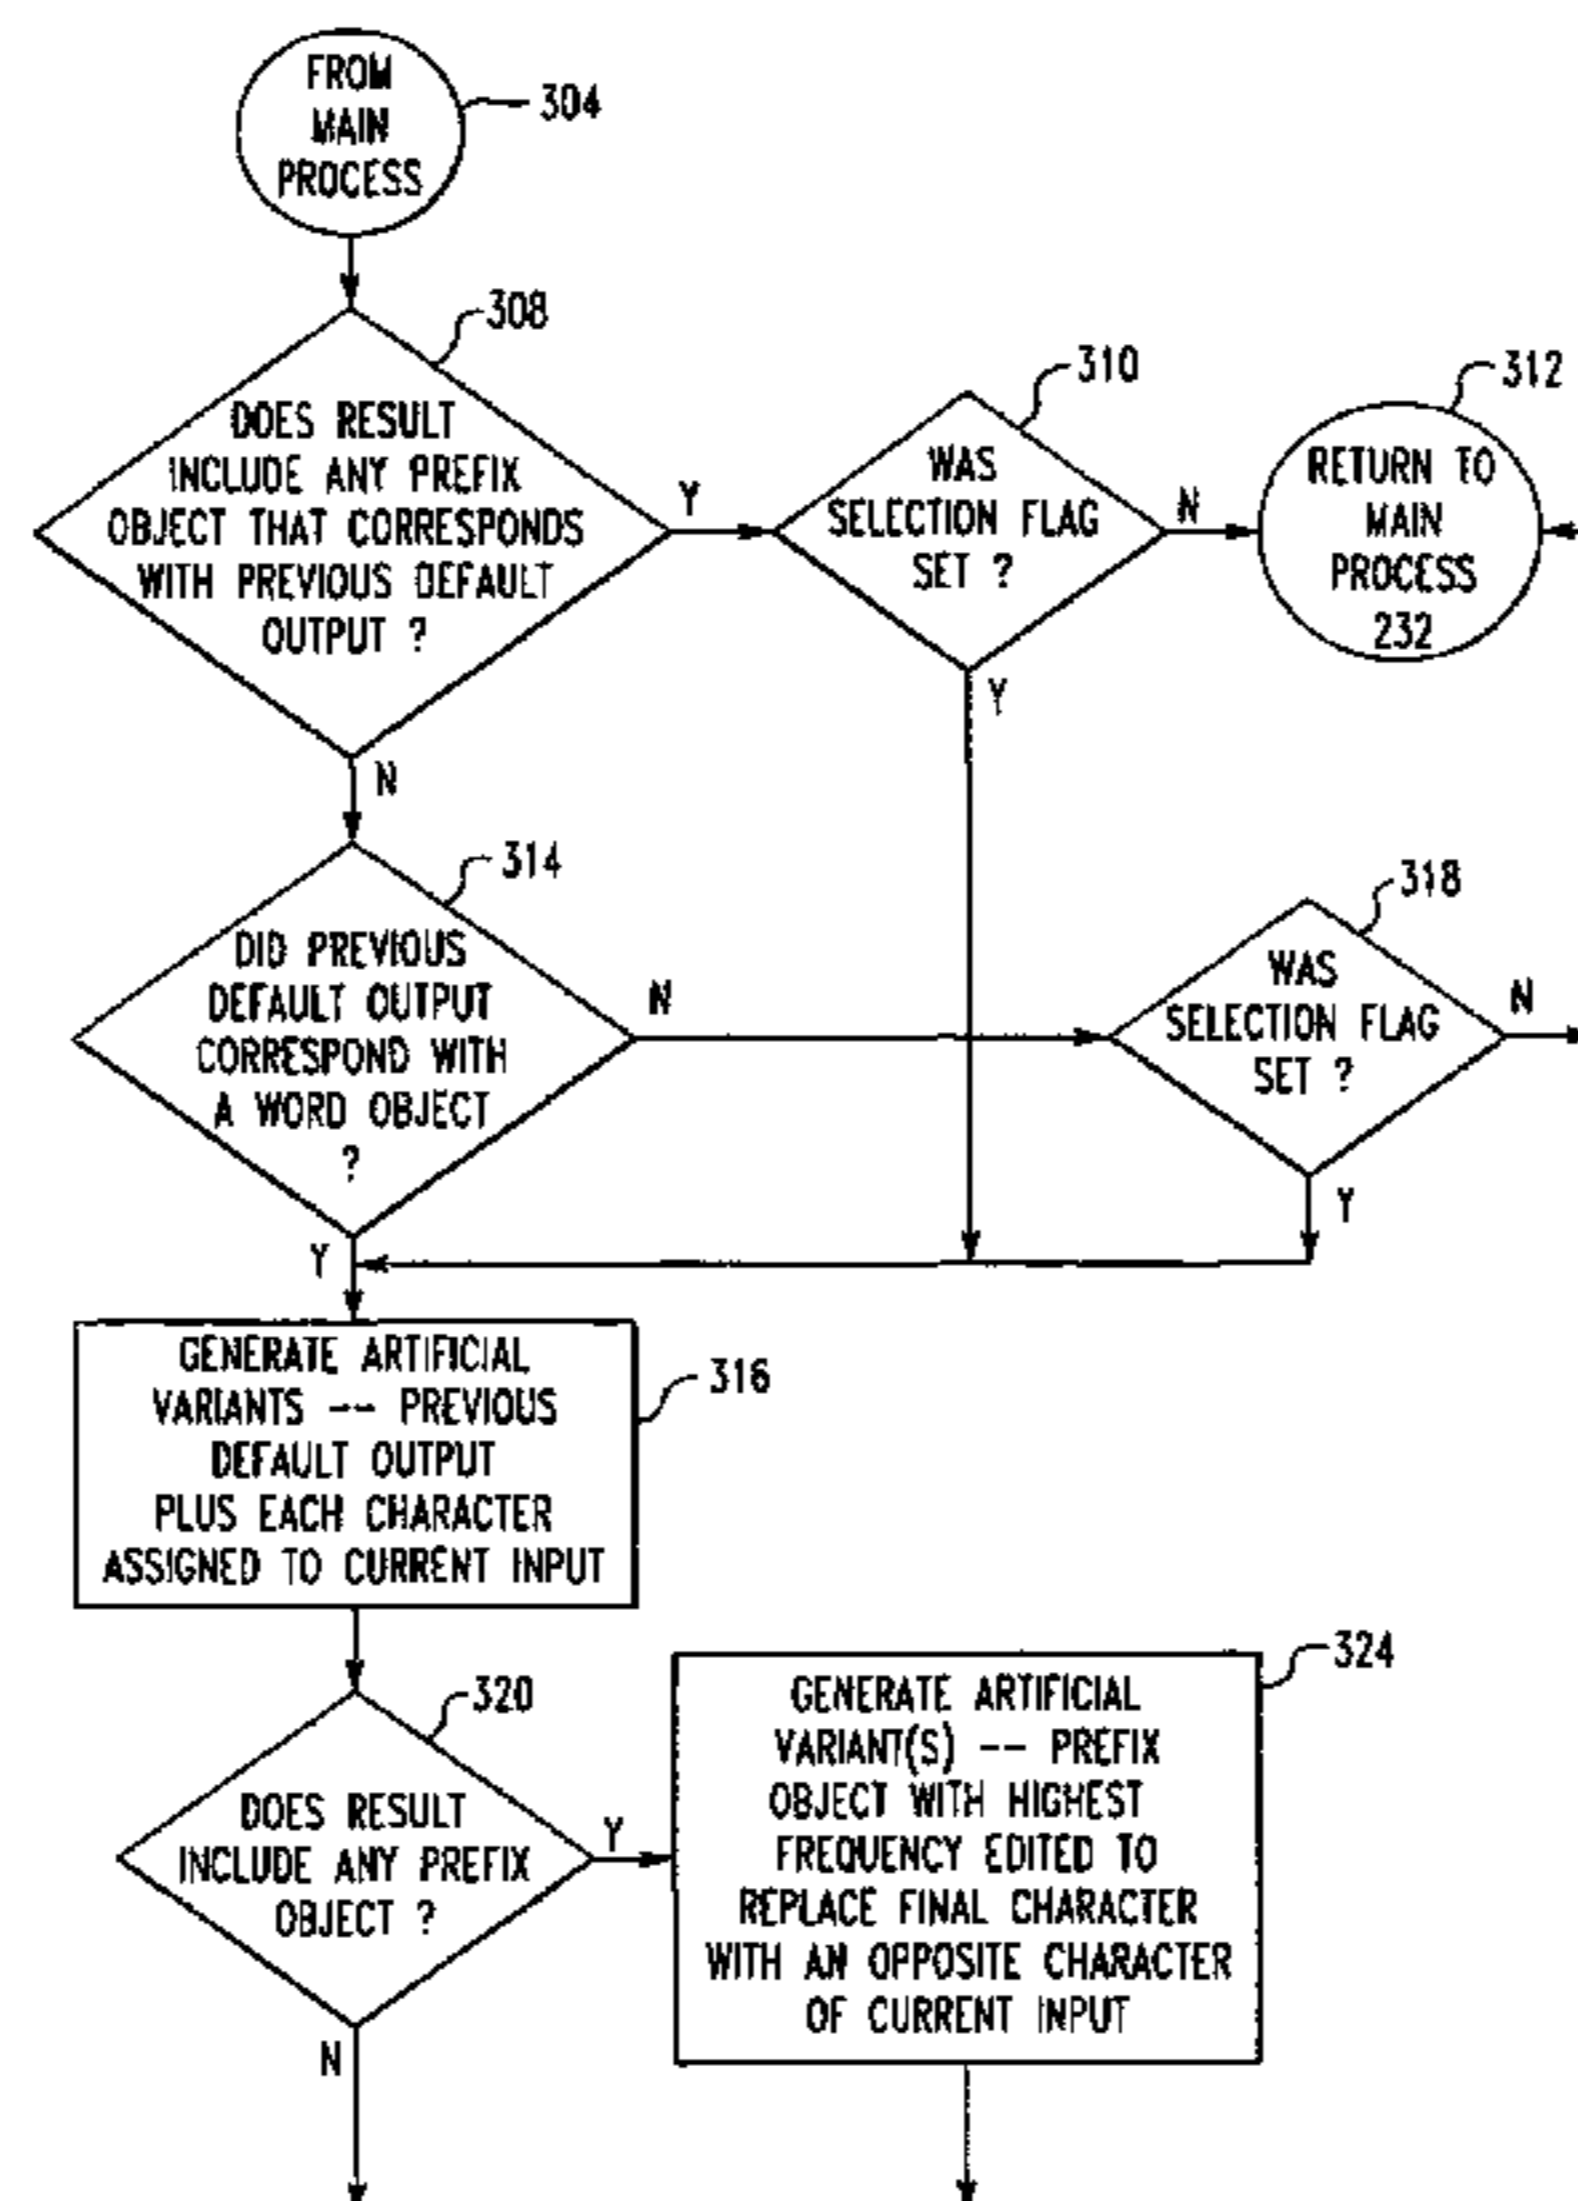 FROM
MAIN
PROCESS
304
308
DOES RESULT
INCLUDE ANY PREFIX
OBJECT THAT CORRESPONDS
WITH PREVIOUS DEFAULT
OUTPUT ?
Y
N
310
WAS
SELECTION FLAG
SET ?
N
Y
312
RETURN TO
MAIN
PROCESS
232
314
DID PREVIOUS
DEFAULT OUTPUT
CORRESPOND WITH
A WORD OBJECT
?
N
Y
318
WAS
SELECTION FLAG
SET ?
N
Y
316
GENERATE ARTIFICIAL
VARIANTS -- PREVIOUS
DEFAULT OUTPUT
PLUS EACH CHARACTER
ASSIGNED TO CURRENT INPUT
320
DOES RESULT
INCLUDE ANY PREFIX
OBJECT ?
Y
N
324
GENERATE ARTIFICIAL
VARIANT(S) -- PREFIX
OBJECT WITH HIGHEST
FREQUENCY EDITED TO
REPLACE FINAL CHARACTER
WITH AN OPPOSITE CHARACTER
OF CURRENT INPUT